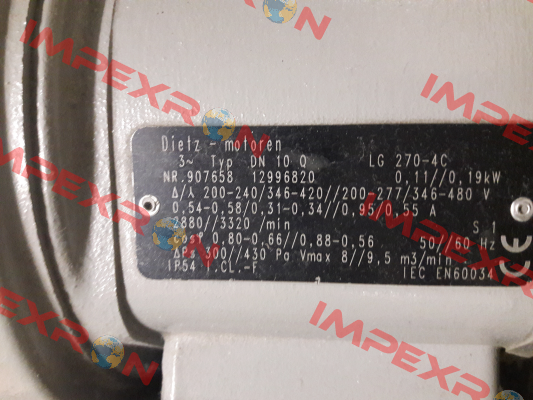 IMPEXRON
IMPEXRON
IMPEXRON
IMPEXRON
Dietz - motoren
3~ Typ DN 10 Q LG 270-4C
NR.907658 12996820 0,11//0,19kW
Δ/⅄ 200-240/346-420//200-277/346-480 V
0,54-0,58/0,31-0,34//0,95/0,55 A
2880//3320 /min S 1
cosφ 0,80-0,66//0,88-0,56 50//60 Hz
ΔPs 300//430 Pa Vmax 8//9,5 m3/min.
IP54 I.CL.-F IEC EN60034
CE